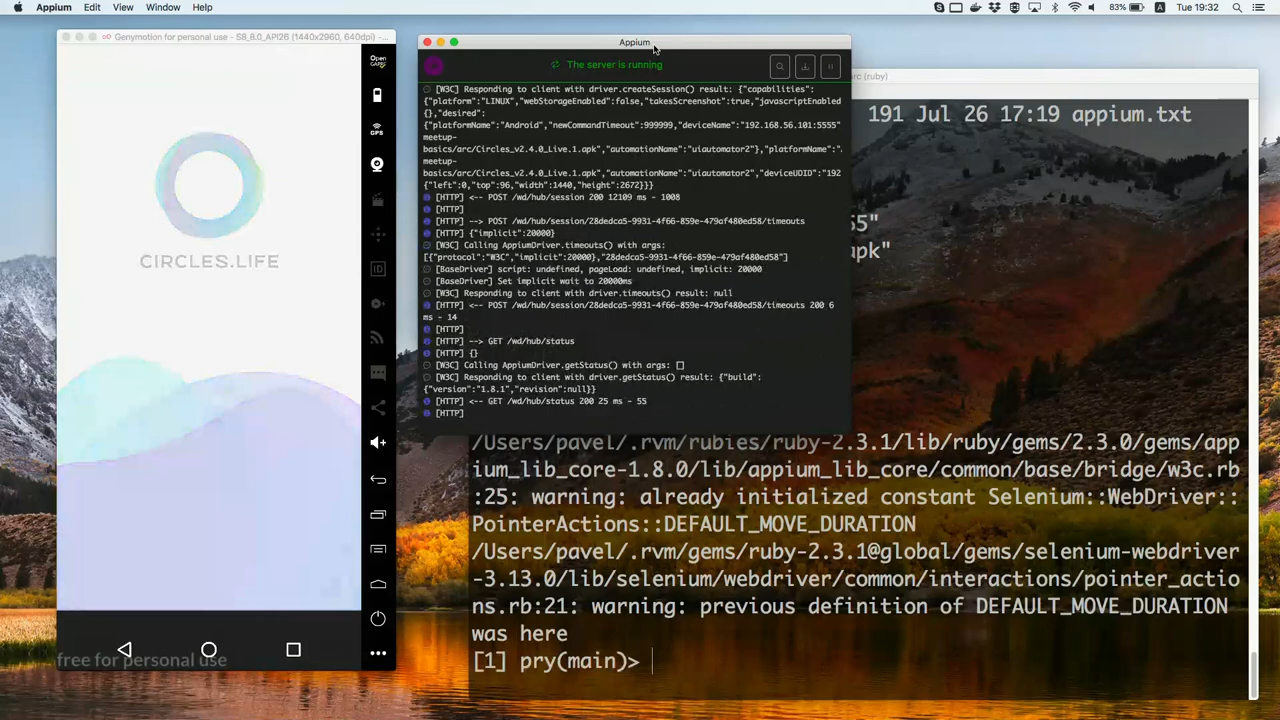 Appium Edit View Window Help
83% A Tue 19:32
Genymotion for personal use - S8_8.0_API26 (1440x2960, 640dpi) -
Open
GAPPS
GPS
ID
CIRCLES.LIFE
free for personal use
Appium
The server is running
[W3C] Responding to client with driver.createSession() result: {"capabilities":
{"platform":"LINUX","webStorageEnabled":false,"takesScreenshot":true,"javascriptEnabled
{},"desired":
{"platformName":"Android","newCommandTimeout":999999,"deviceName":"192.168.56.101:5555"
meetup-
basics/arc/Circles_v2.4.0_Live.1.apk","automationName":"uiautomator2"},"platformName":"
meetup-
basics/arc/Circles_v2.4.0_Live.1.apk","automationName":"uiautomator2","deviceUDID":"192
{"left":0,"top":96,"width":1440,"height":2672}}}
[HTTP] <-- POST /wd/hub/session 200 12109 ms - 1008
[HTTP]
[HTTP] --> POST /wd/hub/session/28dedca5-9931-4f66-859e-479af480ed58/timeouts
[HTTP] {"implicit":20000}
[W3C] Calling AppiumDriver.timeouts() with args:
[{"protocol":"W3C","implicit":20000},"28dedca5-9931-4f66-859e-479af480ed58"]
[BaseDriver] script: undefined, pageLoad: undefined, implicit: 20000
[BaseDriver] Set implicit wait to 20000ms
[W3C] Responding to client with driver.timeouts() result: null
[HTTP] <-- POST /wd/hub/session/28dedca5-9931-4f66-859e-479af480ed58/timeouts 200 6
ms - 14
[HTTP]
[HTTP] --> GET /wd/hub/status
[HTTP] {}
[W3C] Calling AppiumDriver.getStatus() with args: []
[W3C] Responding to client with driver.getStatus() result: {"build":
{"version":"1.8.1","revision":null}}
[HTTP] <-- GET /wd/hub/status 200 25 ms - 55
[HTTP]
arc (ruby)
191 Jul 26 17:19 appium.txt
55"
apk"
/Users/pavel/.rvm/rubies/ruby-2.3.1/lib/ruby/gems/2.3.0/gems/app
ium_lib_core-1.8.0/lib/appium_lib_core/common/base/bridge/w3c.rb
:25: warning: already initialized constant Selenium::WebDriver::
PointerActions::DEFAULT_MOVE_DURATION
/Users/pavel/.rvm/gems/ruby-2.3.1@global/gems/selenium-webdriver
-3.13.0/lib/selenium/webdriver/common/interactions/pointer_actio
ns.rb:21: warning: previous definition of DEFAULT_MOVE_DURATION
was here
[1] pry(main)>